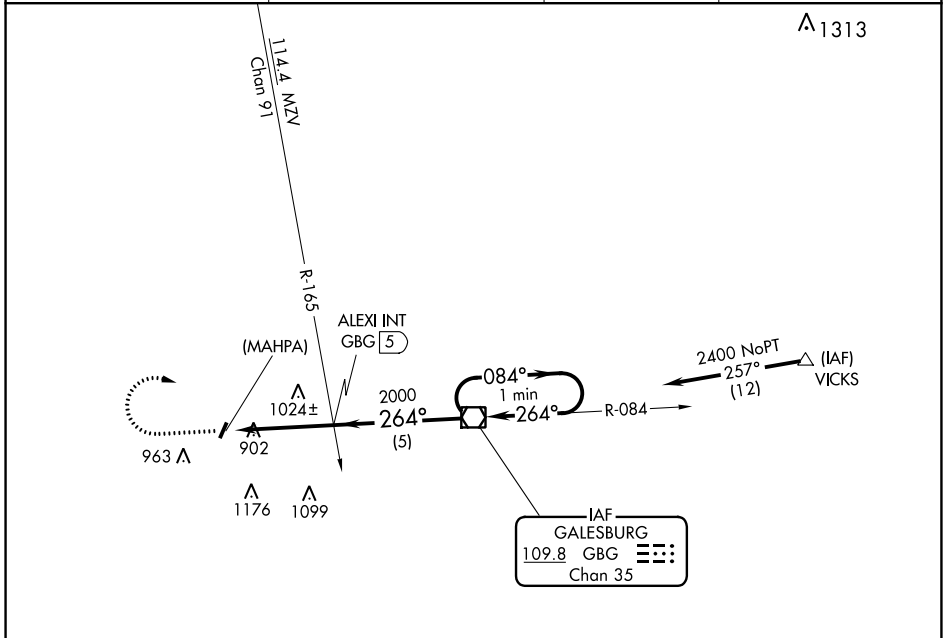 1313
114.4 MZV
Chan 91
R-165
ALEXI INT
GBG 5
(MAHPA)
1024±
2000
264°
(5)
084°
1 min
264°
R-084
2400 NoPT
257°
(12)
(IAF)
VICKS
963
902
1176
1099
IAF
GALESBURG
109.8 GBG
Chan 35